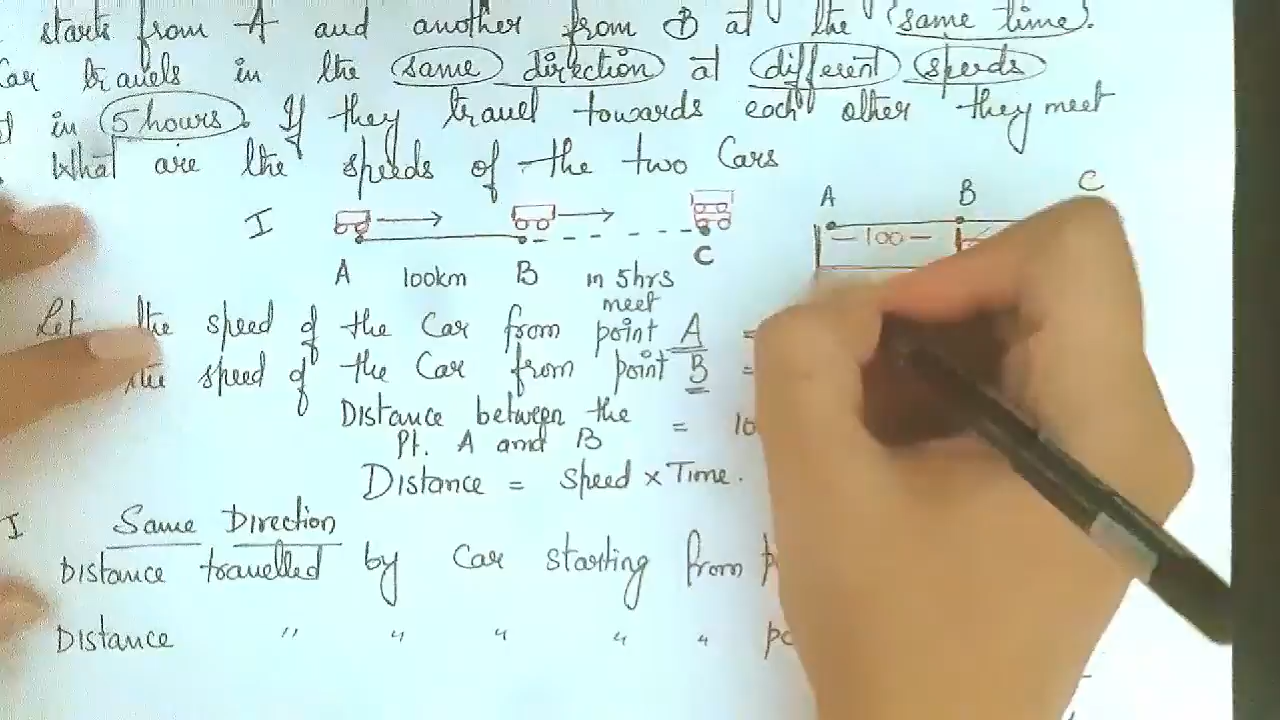 starts from A and another from B at the same time.
Car travels in the same direction at different speeds
in 5 hours. If they travel towards each other they meet
What are the speeds of the two Cars
A B C
I
100
C
A 100km B in 5hrs
meet
Let the speed of the Car from point A =
the speed of the Car from point B =
Distance between the
Pt. A and B = 10
Distance = speed × Time.
I Same Direction
Distance travelled by Car starting from p
Distance " " " " " po